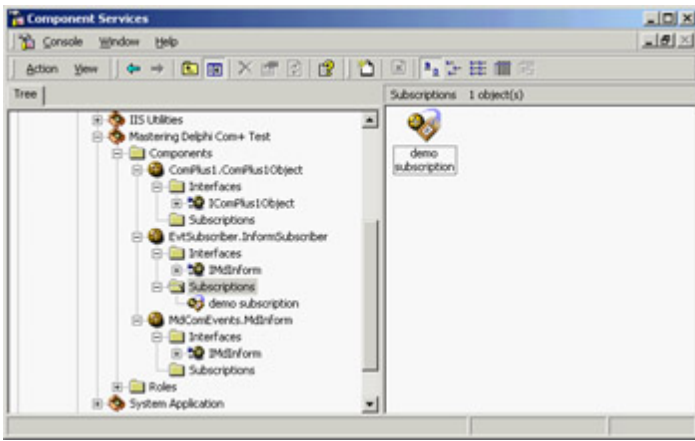 Component Services
Console Window Help
Action View
Tree
Subscriptions 1 object(s)
IIS Utilities
Mastering Delphi Com+ Test
Components
ComPlus1.ComPlus1Object
Interfaces
IComPlus1Object
Subscriptions
EvtSubscriber.InformSubscriber
Interfaces
IMdInform
Subscriptions
demo subscription
MdComEvents.MdInform
Interfaces
IMdInform
Subscriptions
Roles
System Application
demo
subscription